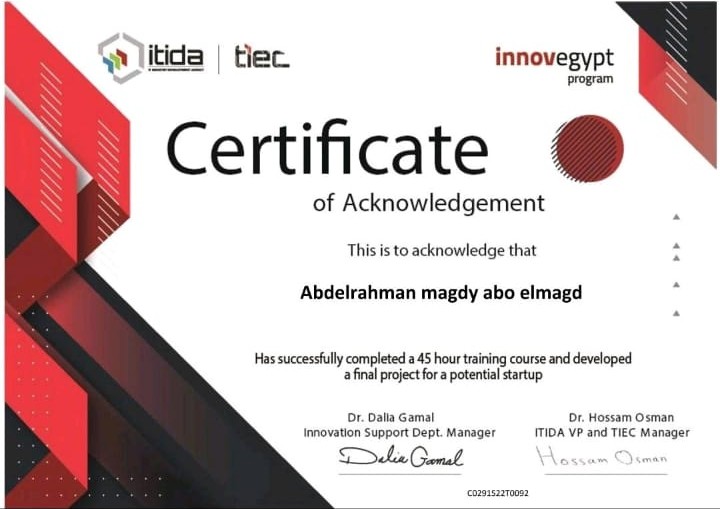 itida
tiec
innovegypt
program
Certificate
of Acknowledgement
This is to acknowledge that
Abdelrahman magdy abo elmagd
Has successfully completed a 45 hour training course and developed
a final project for a potential startup
Dr. Dalia Gamal
Innovation Support Dept. Manager
Dalia Gamal
Dr. Hossam Osman
ITIDA VP and TIEC Manager
Hossam Osman
C0291522T0092